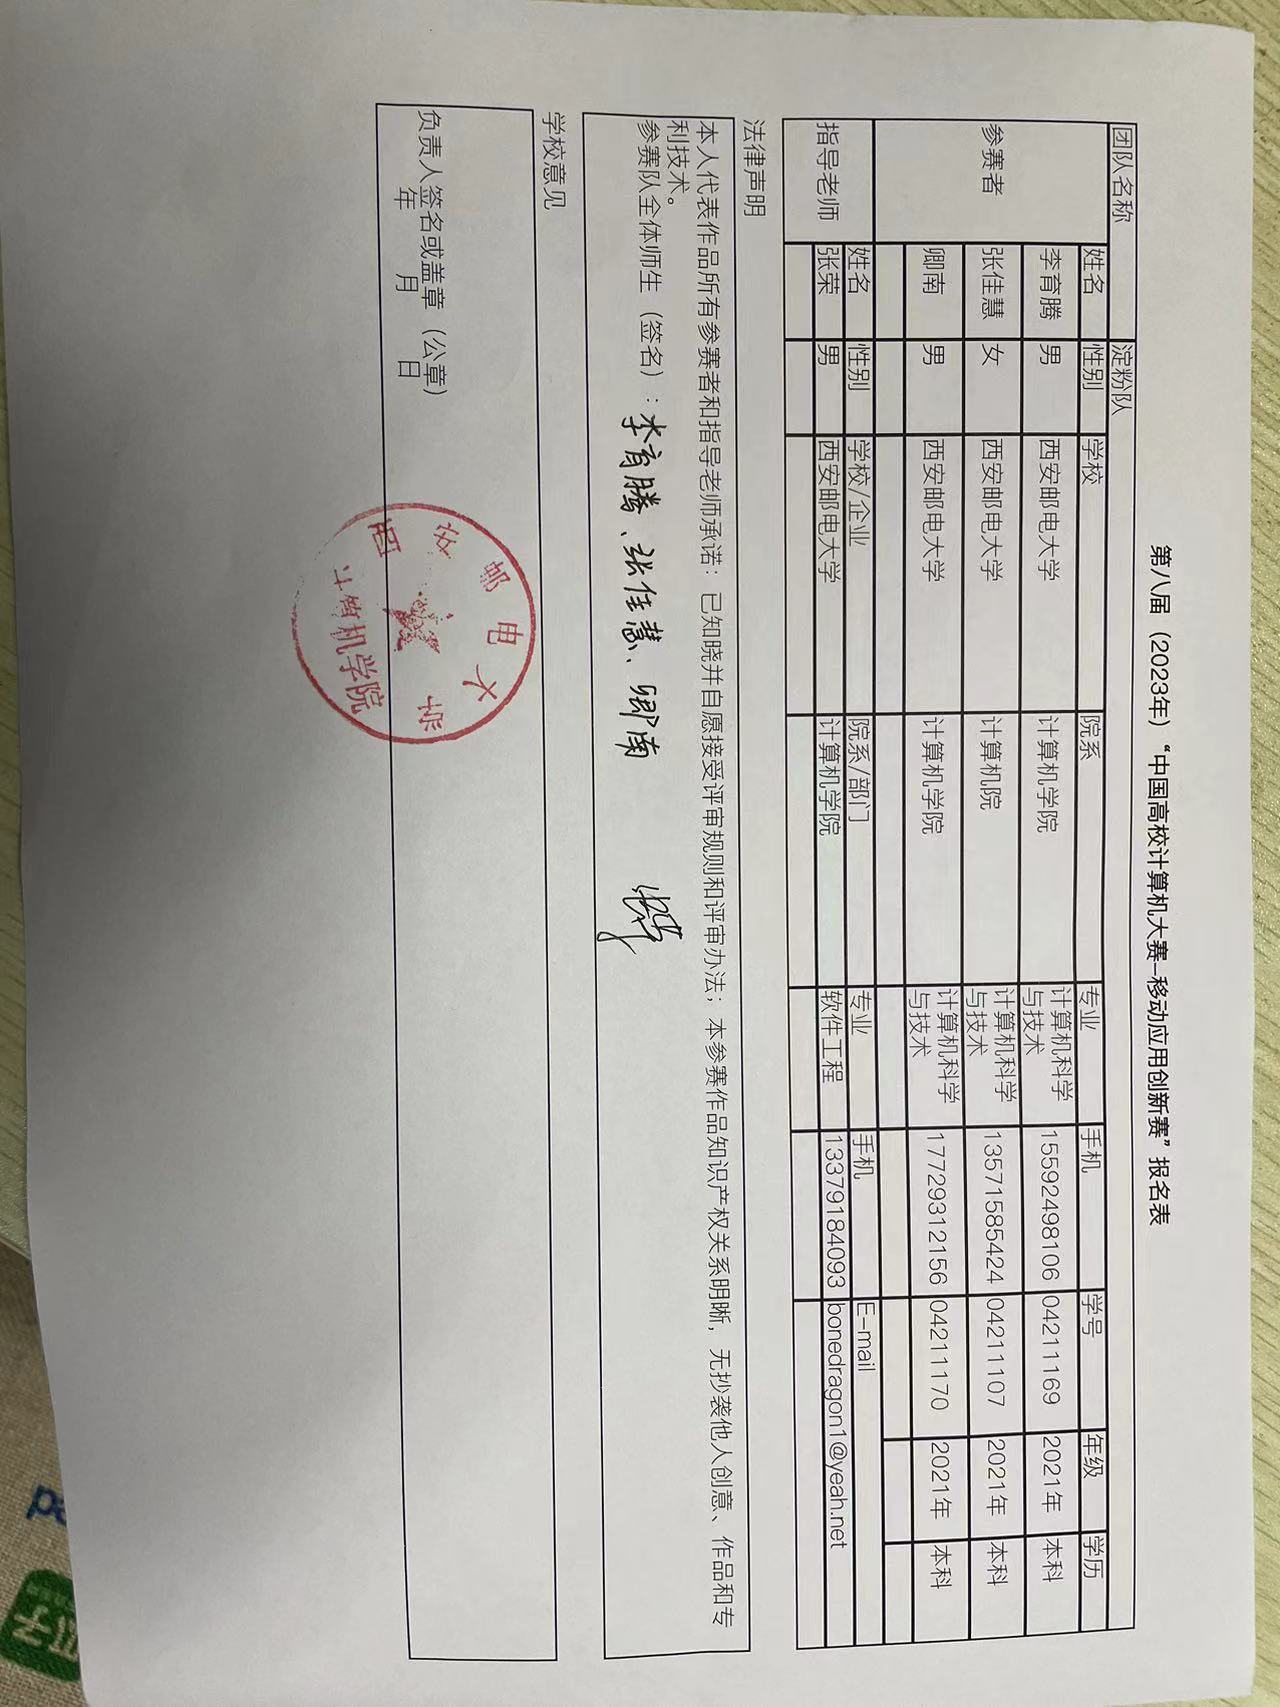 第八届（2023年）“中国高校计算机大赛–移动应用创新赛”报名表
团队名称 淀粉队
参赛者 姓名 性别 学校 院系 专业 手机 学号 年级 学历
李育腾 男 西安邮电大学 计算机学院 计算机科学与技术 15592498106 04211169 2021年 本科
张佳慧 女 西安邮电大学 计算机院 计算机科学与技术 13571585424 04211107 2021年 本科
卿南 男 西安邮电大学 计算机学院 计算机科学与技术 17729312156 04211170 2021年 本科
指导老师 姓名 性别 学校/企业 院系/部门 专业 手机 E-mail
张荣 男 西安邮电大学 计算机学院 软件工程 13379184093 bonedragon1@yeah.net
法律声明
本人代表作品所有参赛者和指导老师承诺：已知晓并自愿接受评审规则和评审办法；本参赛作品知识产权关系明晰，无抄袭他人创意、作品和专
利技术。
参赛队全体师生（签名）：李育腾、张佳慧、卿南 张荣
学校意见
负责人签名或盖章（公章）
年 月 日
西安邮电大学
计算机学院